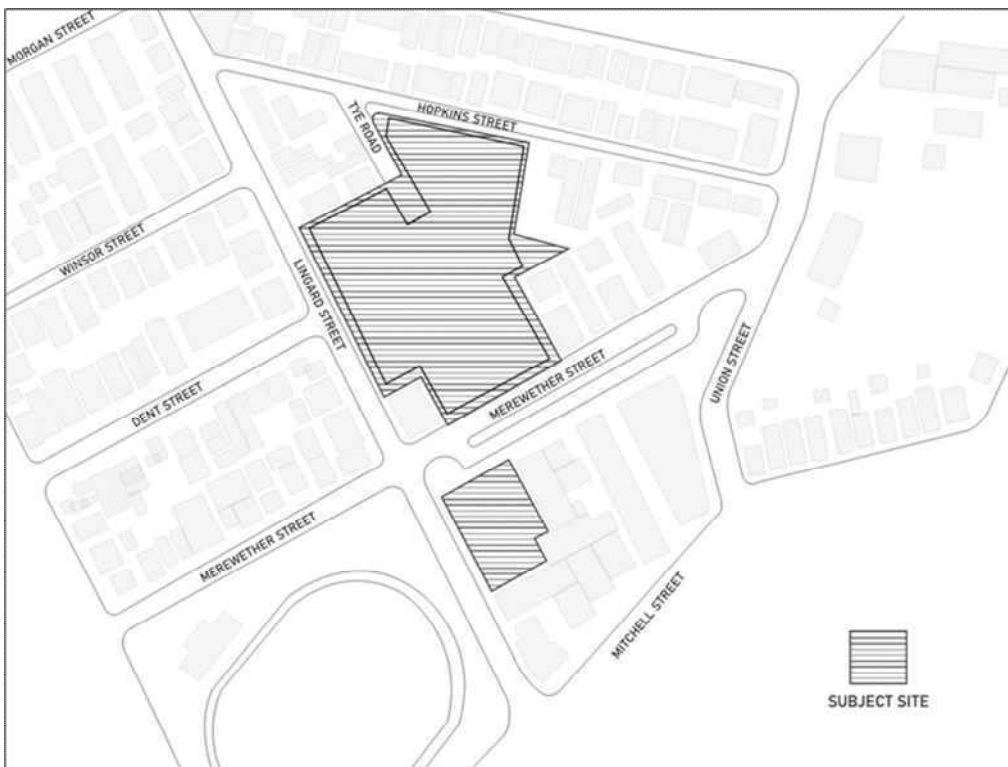 MORGAN STREET
TYE ROAD
HOPKINS STREET
WINSOR STREET
LINGARD STREET
DENT STREET
MEREWETHER STREET
UNION STREET
MEREWETHER STREET
MITCHELL STREET
SUBJECT SITE